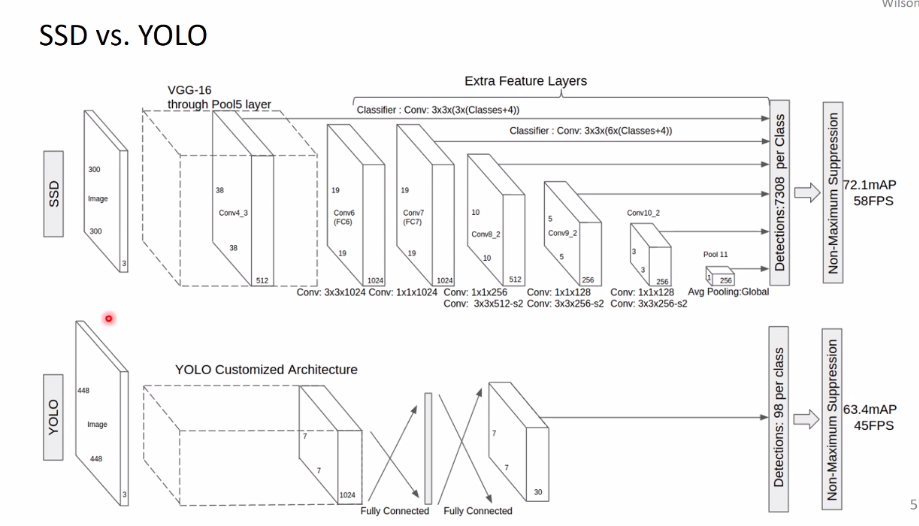 Wilson
SSD vs. YOLO
VGG-16
through Pool5 layer
Extra Feature Layers
Classifier : Conv: 3x3x(3x(Classes+4))
Classifier : Conv: 3x3x(6x(Classes+4))
SSD
300
Image
300
3
38
Conv4_3
38
512
19
Conv6
(FC6)
19
1024
19
Conv7
(FC7)
19
1024
10
Conv8_2
10
512
5
Conv9_2
5
256
Conv10_2
3
3
256
Pool 11
1
256
Conv: 3x3x1024
Conv: 1x1x1024
Conv: 1x1x256
Conv: 3x3x512-s2
Conv: 1x1x128
Conv: 3x3x256-s2
Conv: 1x1x128
Conv: 3x3x256-s2
Avg Pooling:Global
Detections:7308 per Class
Non-Maximum Suppression
72.1mAP
58FPS
YOLO
448
Image
448
3
YOLO Customized Architecture
7
7
1024
Fully Connected
Fully Connected
7
7
30
Detections: 98 per class
Non-Maximum Suppression
63.4mAP
45FPS
5